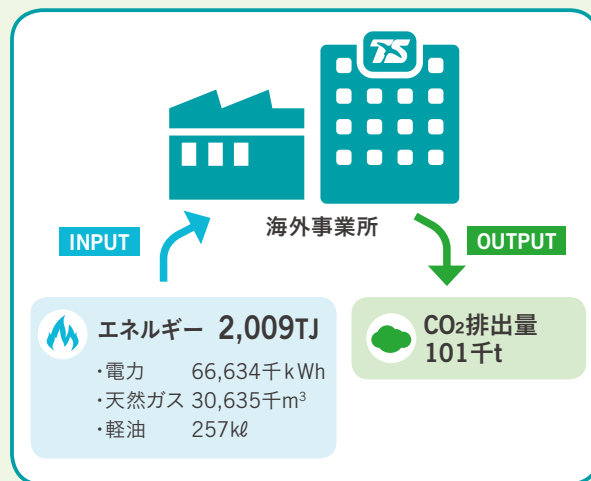 TS
海外事業所
INPUT
OUTPUT
エネルギー 2,009TJ
・電力 66,634千kWh
・天然ガス 30,635千m³
・軽油 257kℓ
CO₂排出量
101千t